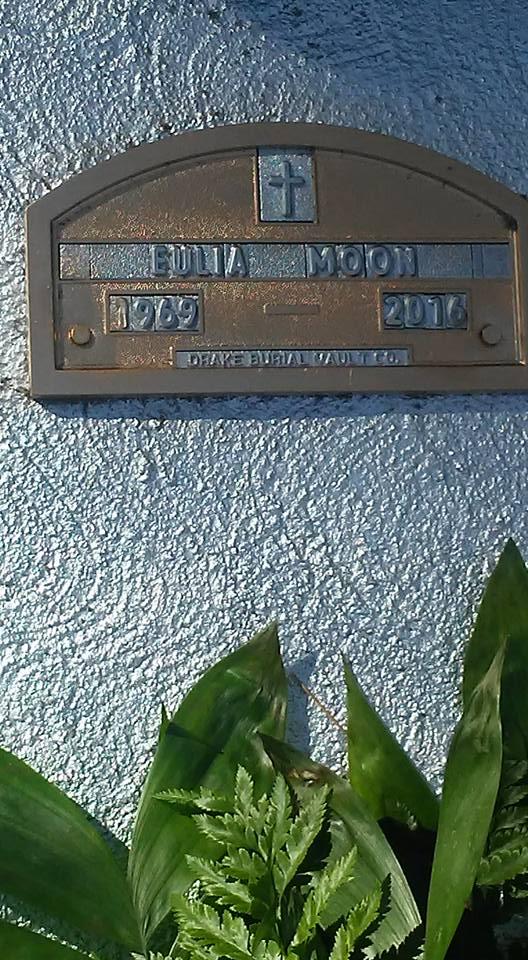 EULIA MOON
1969 — 2016
DRAKE BURIAL VAULT CO.